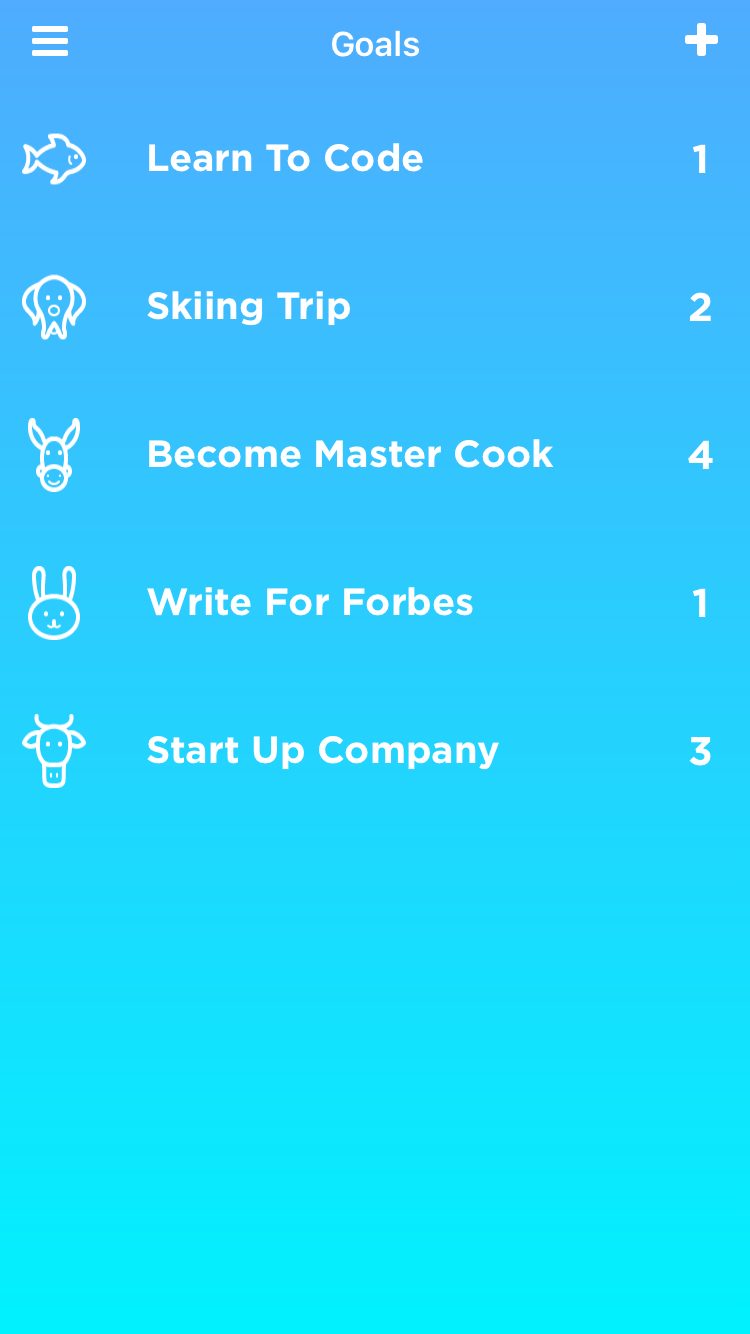 Goals
Learn To Code 1
Skiing Trip 2
Become Master Cook 4
Write For Forbes 1
Start Up Company 3